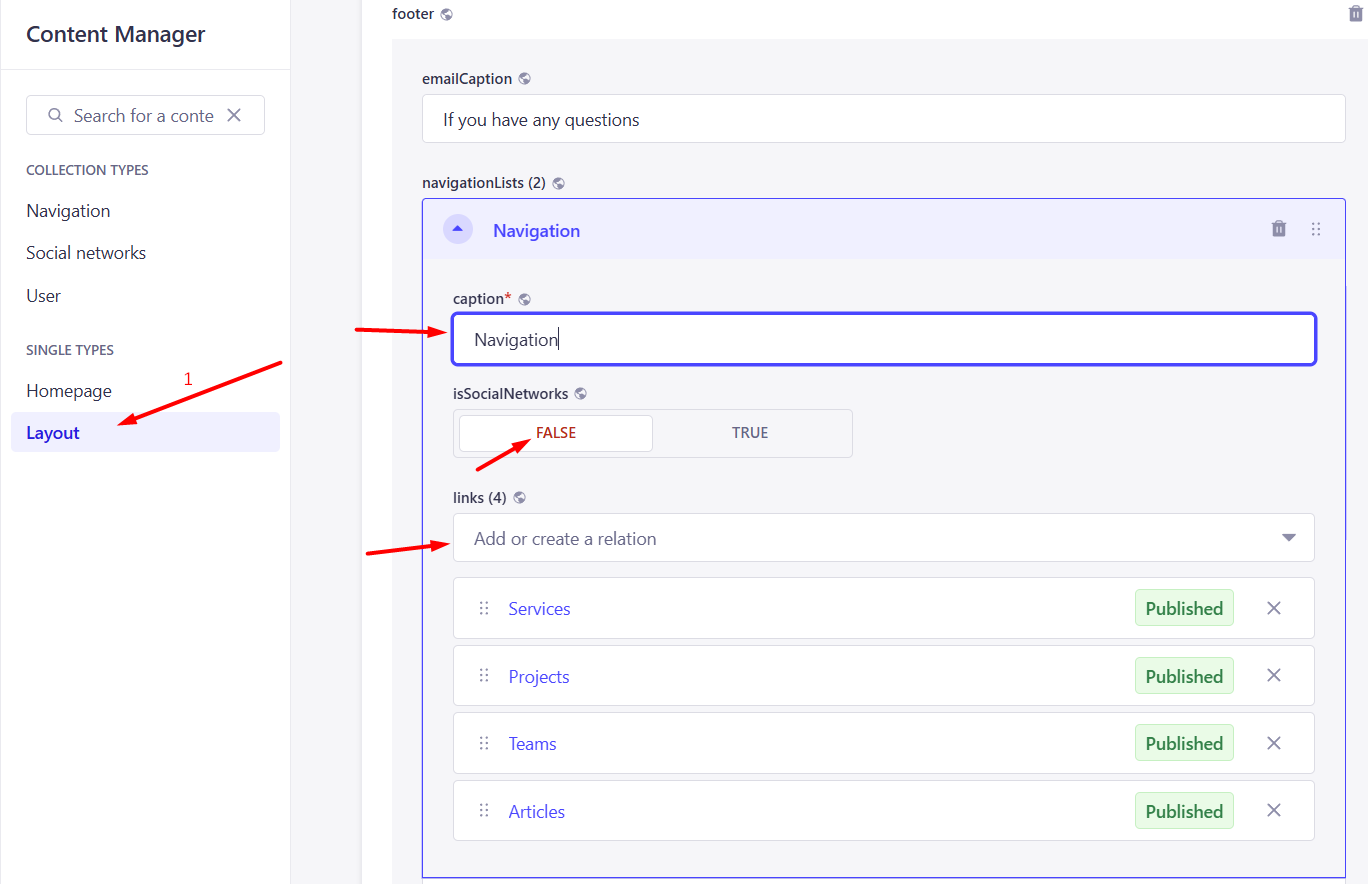 Content Manager
Search for a conte
COLLECTION TYPES
Navigation
Social networks
User
SINGLE TYPES
Homepage
1
Layout
footer
emailCaption
If you have any questions
navigationLists (2)
Navigation
caption*
Navigation
isSocialNetworks
FALSE TRUE
links (4)
Add or create a relation
Services Published
Projects Published
Teams Published
Articles Published